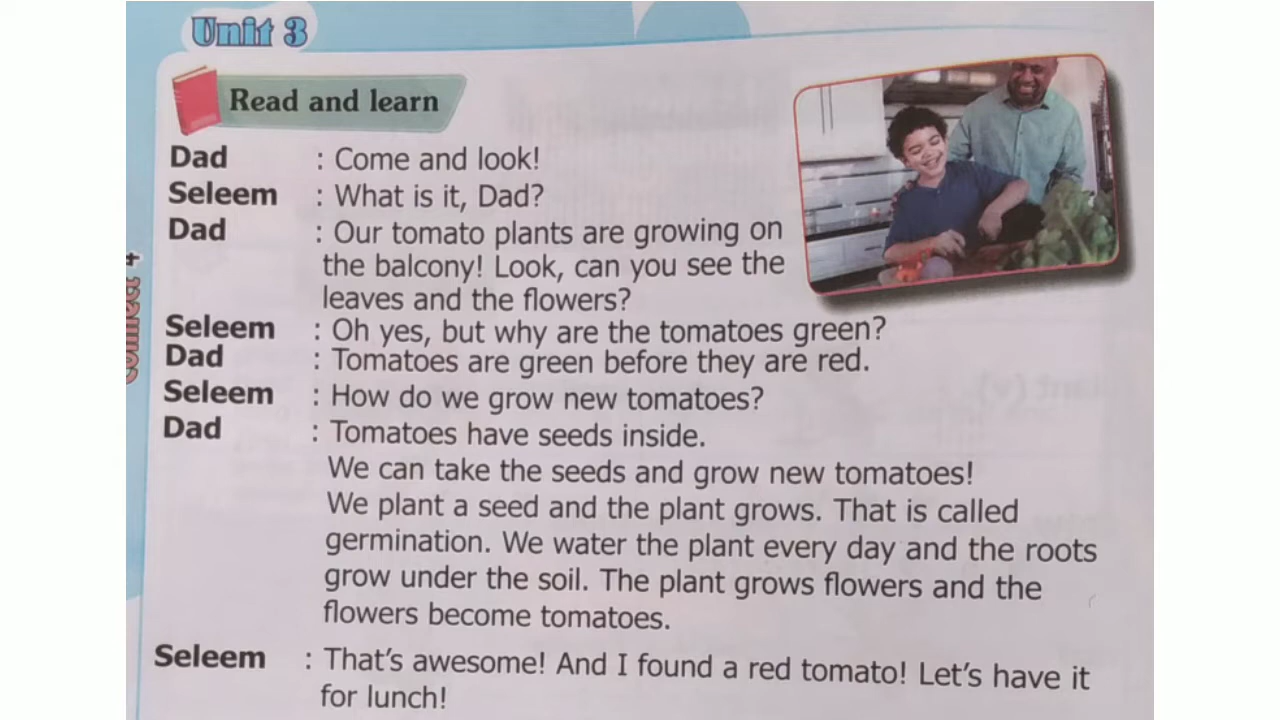 Unit 3
Read and learn
Dad : Come and look!
Seleem : What is it, Dad?
Dad : Our tomato plants are growing on
the balcony! Look, can you see the
leaves and the flowers?
Seleem : Oh yes, but why are the tomatoes green?
Dad : Tomatoes are green before they are red.
Seleem : How do we grow new tomatoes?
Dad : Tomatoes have seeds inside.
We can take the seeds and grow new tomatoes!
We plant a seed and the plant grows. That is called
germination. We water the plant every day and the roots
grow under the soil. The plant grows flowers and the
flowers become tomatoes.
Seleem : That's awesome! And I found a red tomato! Let's have it
for lunch!
Connect 4